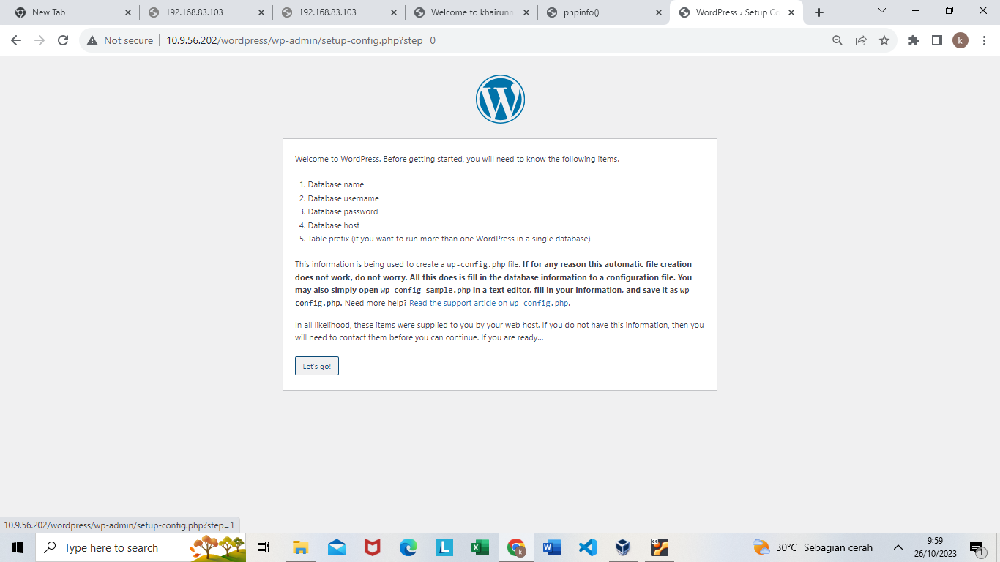 New Tab
192.168.83.103
192.168.83.103
Welcome to khairunn
phpinfo()
WordPress › Setup Co
Not secure
10.9.56.202/wordpress/wp-admin/setup-config.php?step=0
k
Welcome to WordPress. Before getting started, you will need to know the following items.
1. Database name
2. Database username
3. Database password
4. Database host
5. Table prefix (if you want to run more than one WordPress in a single database)
This information is being used to create a wp-config.php file. If for any reason this automatic file creation
does not work, do not worry. All this does is fill in the database information to a configuration file. You
may also simply open wp-config-sample.php in a text editor, fill in your information, and save it as wp-
config.php. Need more help? Read the support article on wp-config.php.
In all likelihood, these items were supplied to you by your web host. If you do not have this information, then you
will need to contact them before you can continue. If you are ready...
Let's go!
10.9.56.202/wordpress/wp-admin/setup-config.php?step=1
Type here to search
30°C Sebagian cerah
9:59
26/10/2023
1